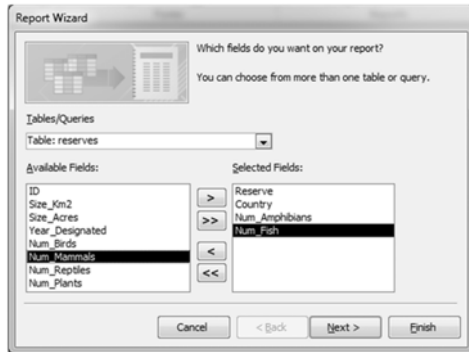 Report Wizard
Which fields do you want on your report?
You can choose from more than one table or query.
Tables/Queries
Table: reserves
Available Fields:
ID
Size_Km2
Size_Acres
Year_Designated
Num_Birds
Num_Mammals
Num_Reptiles
Num_Plants
>
>>
<
<<
Selected Fields:
Reserve
Country
Num_Amphibians
Num_Fish
Cancel
< Back
Next >
Finish